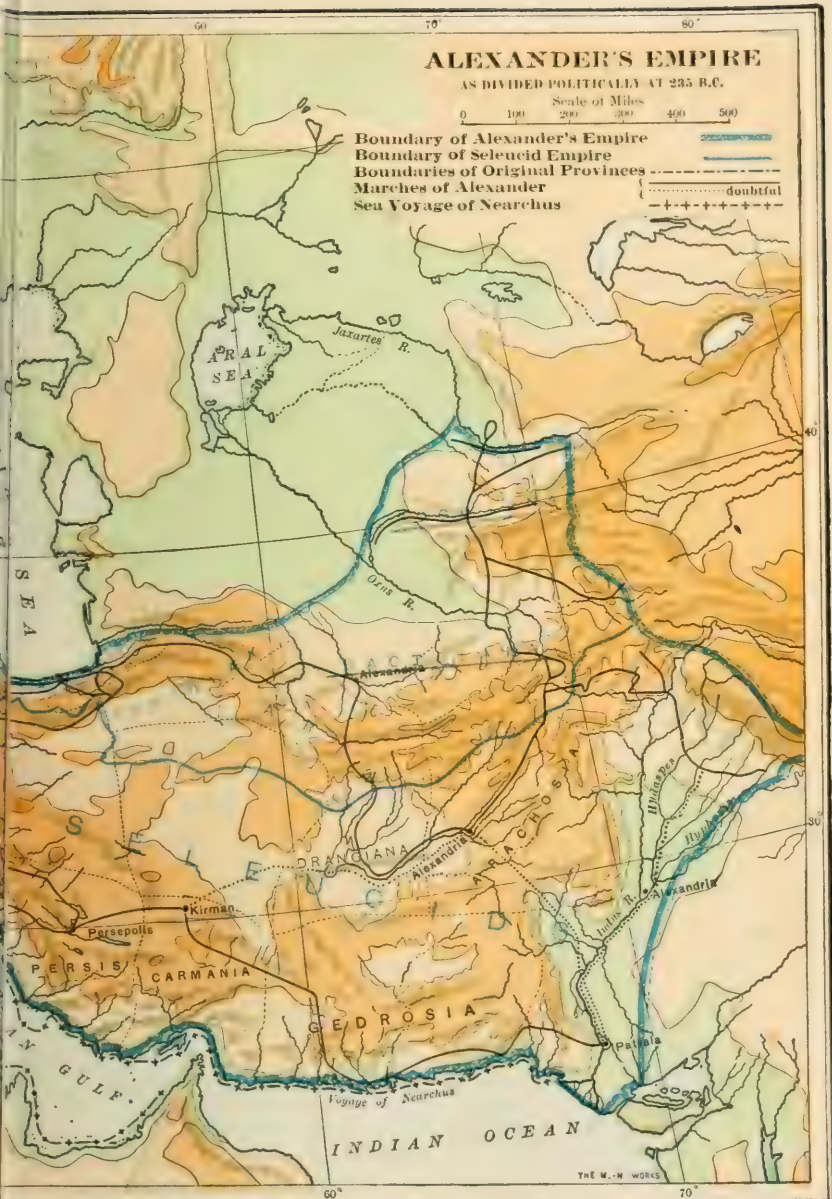 60
70°
80°
ALEXANDER'S EMPIRE
AS DIVIDED POLITICALLY AT 235 B.C.
Scale of Miles
0 100 200 300 400 500
Boundary of Alexander's Empire
Boundary of Seleucid Empire
Boundaries of Original Provinces
Marches of Alexander doubtful
Sea Voyage of Nearchus
Jaxartes R.
ARAL
SEA
40°
SEA
Oxus R.
Alexandria
Hydaspes
ARACHOSIA
30°
SELEUCID
DRANGIANA
Alexandria
Alexandria
Indus R.
Kirman
Persepolis
PERSIS
CARMANIA
GEDROSIA
Patala
GULF
Voyage of Nearchus
INDIAN OCEAN
THE M.-N WORKS
60°
70°